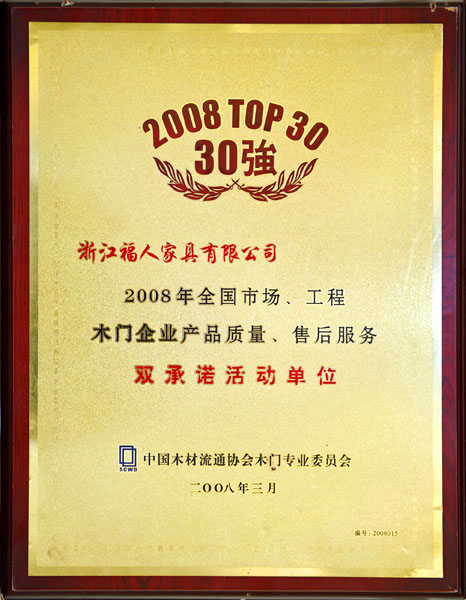 2008 TOP 30
30強
浙江福人家具有限公司
2008年全国市场、工程
木门企业产品质量、售后服务
双承诺活动单位
SCWD
中国木材流通协会木门专业委员会
二〇〇八年三月
编号:2008015